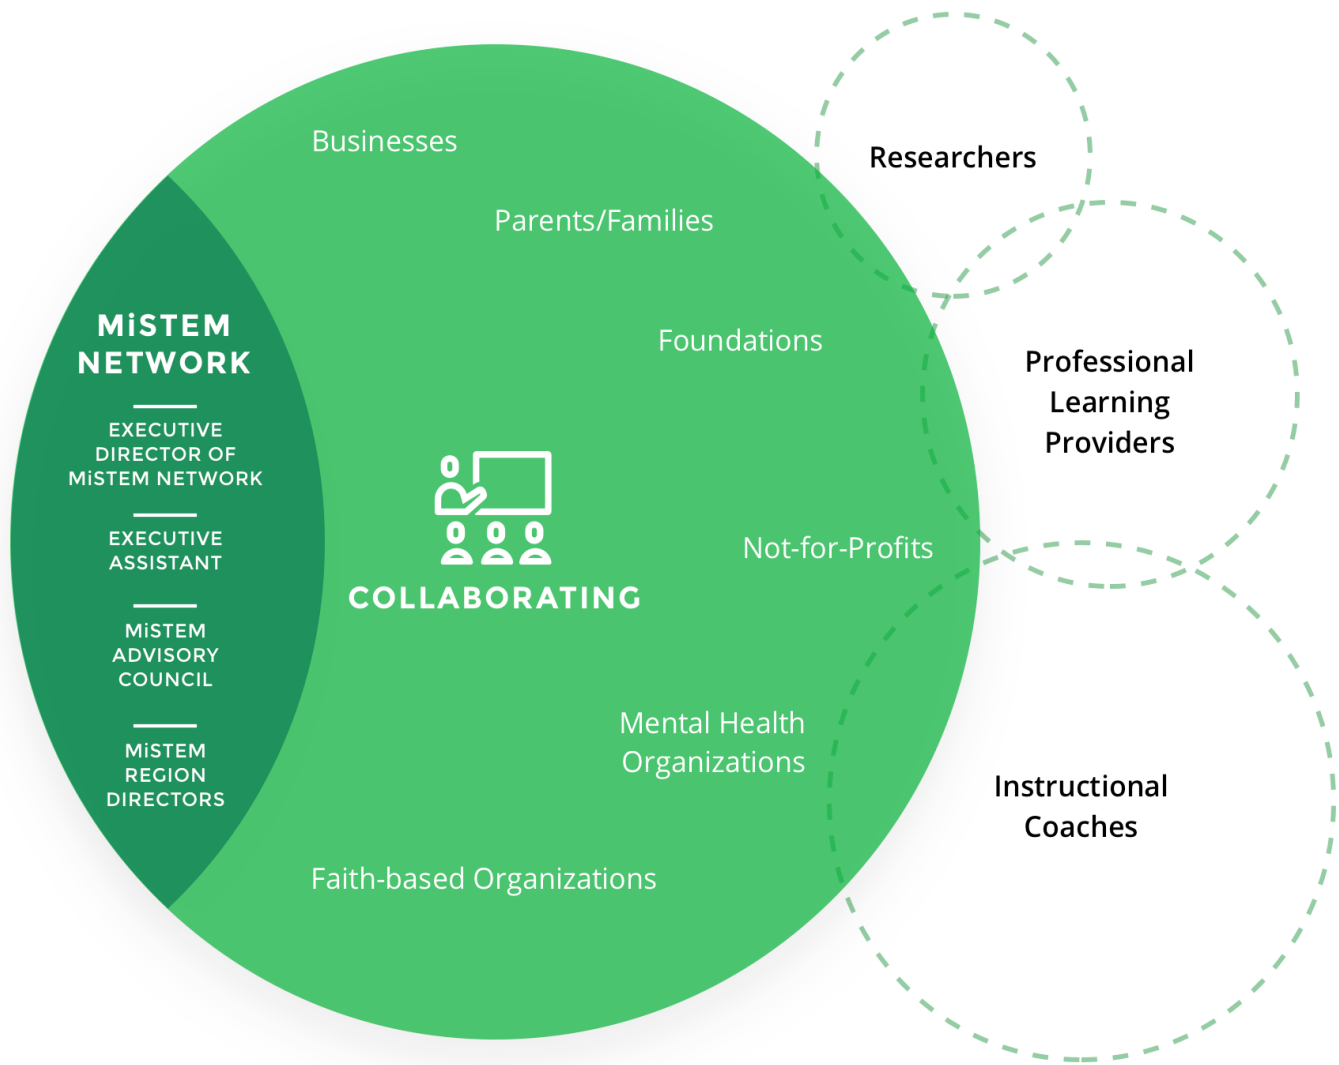 MiSTEM
NETWORK
EXECUTIVE
DIRECTOR OF
MiSTEM NETWORK
EXECUTIVE
ASSISTANT
MiSTEM
ADVISORY
COUNCIL
MiSTEM
REGION
DIRECTORS
Businesses
Parents/Families
Foundations
COLLABORATING
Not-for-Profits
Mental Health
Organizations
Faith-based Organizations
Researchers
Professional
Learning
Providers
Instructional
Coaches